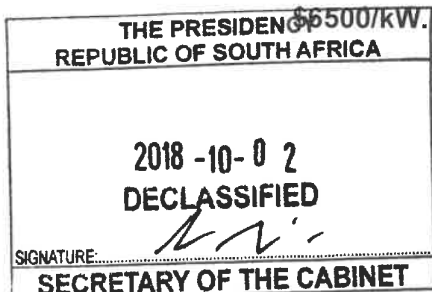 $6500/kW.
THE PRESIDEN
REPUBLIC OF SOUTH AFRICA
2018 -10- 0 2
DECLASSIFIED
SIGNATURE:
SECRETARY OF THE CABINET